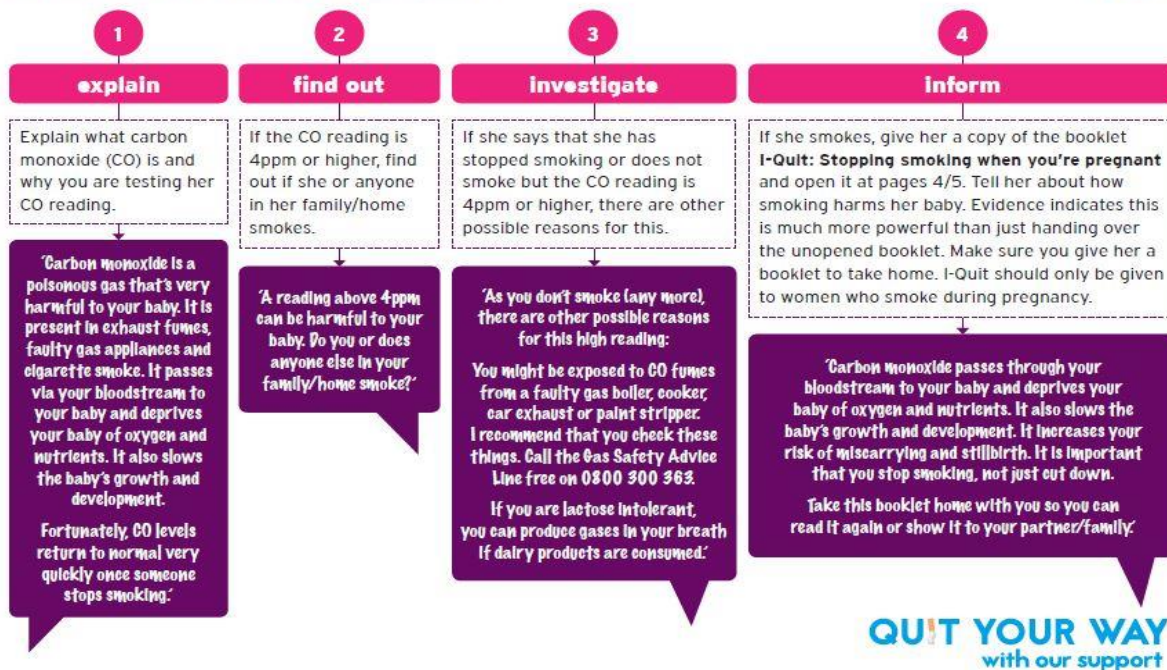 1
explain
Explain what carbon
monoxide (CO) is and
why you are testing her
CO reading.
'Carbon monoxide is a
poisonous gas that's very
harmful to your baby. It is
present in exhaust fumes,
faulty gas appliances and
cigarette smoke. It passes
via your bloodstream to
your baby and deprives
your baby of oxygen and
nutrients. It also slows
the baby's growth and
development.
Fortunately, CO levels
return to normal very
quickly once someone
stops smoking.'
2
find out
If the CO reading is
4ppm or higher, find
out if she or anyone
in her family/home
smokes.
'A reading above 4ppm
can be harmful to your
baby. Do you or does
anyone else in your
family/home smoke?'
3
investigate
If she says that she has
stopped smoking or does not
smoke but the CO reading is
4ppm or higher, there are other
possible reasons for this.
'As you don't smoke (any more),
there are other possible reasons
for this high reading:
You might be exposed to CO fumes
from a faulty gas boiler, cooker,
car exhaust or paint stripper.
I recommend that you check these
things. Call the Gas Safety Advice
Line free on 0800 300 363.
If you are lactose intolerant,
you can produce gases in your breath
if dairy products are consumed.'
4
inform
If she smokes, give her a copy of the booklet
I-Quit: Stopping smoking when you're pregnant
and open it at pages 4/5. Tell her about how
smoking harms her baby. Evidence indicates this
is much more powerful than just handing over
the unopened booklet. Make sure you give her a
booklet to take home. I-Quit should only be given
to women who smoke during pregnancy.
'Carbon monoxide passes through your
bloodstream to your baby and deprives your
baby of oxygen and nutrients. It also slows the
baby's growth and development. It increases your
risk of miscarrying and stillbirth. It is important
that you stop smoking, not just cut down.
Take this booklet home with you so you can
read it again or show it to your partner/family.'
QUIT YOUR WAY
with our support